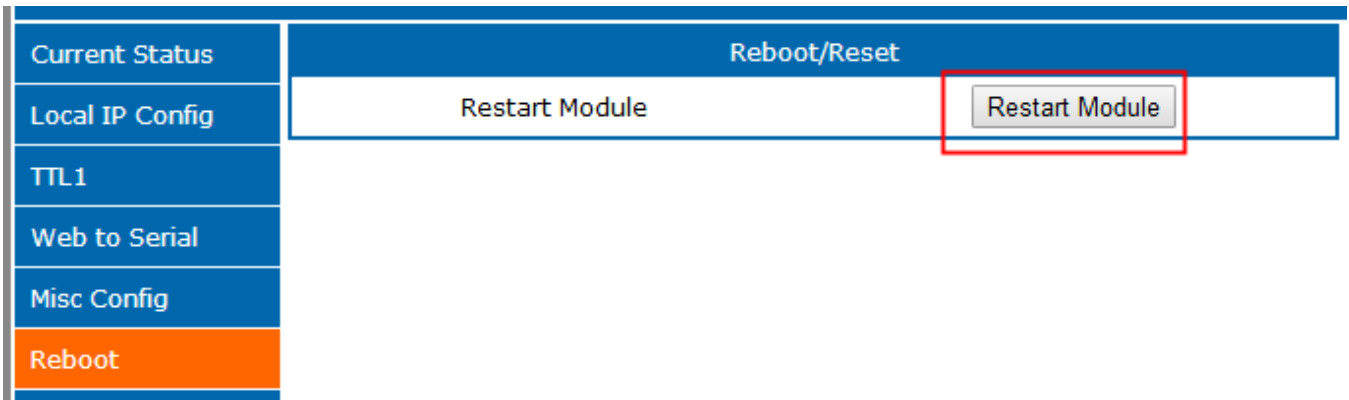 Current Status
Local IP Config
TTL1
Web to Serial
Misc Config
Reboot
Reboot/Reset
Restart Module
Restart Module